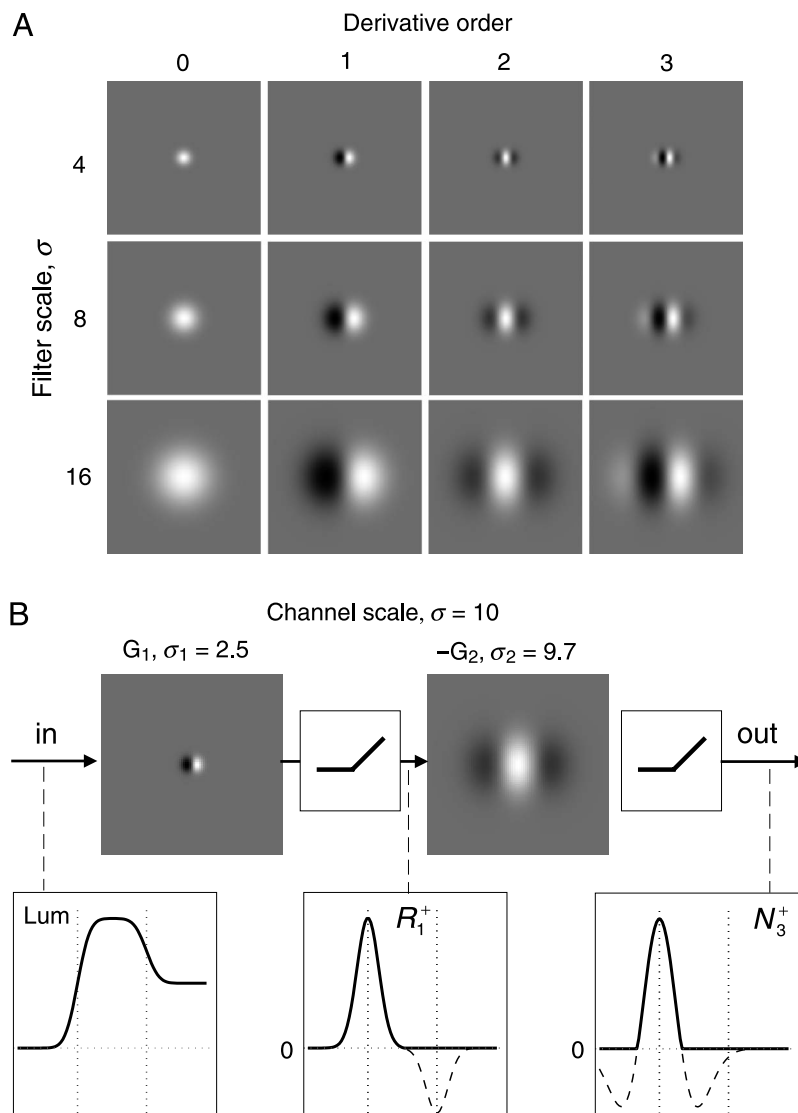 A
Derivative order
0 1 2 3
4
Filter scale, σ
8
16
B
Channel scale, σ = 10
G₁, σ₁ = 2.5
–G₂, σ₂ = 9.7
in
out
Lum
R₁⁺
N₃⁺
0
0